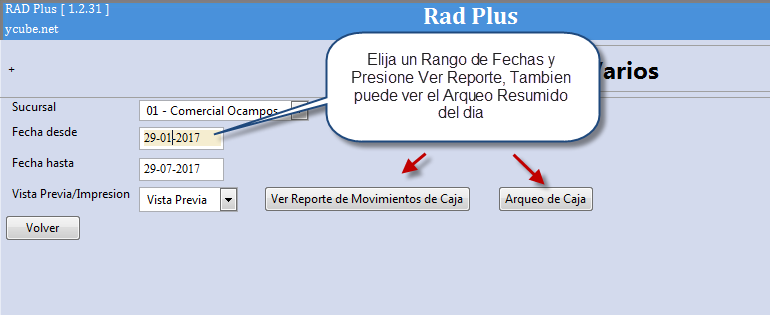 RAD Plus [ 1.2.31 ]
ycube.net
Rad Plus
Elija un Rango de Fechas y
Presione Ver Reporte, Tambien
puede ver el Arqueo Resumido
del dia
+
Varios
Sucursal
01 - Comercial Ocampos
Fecha desde
29-01-2017
Fecha hasta
29-07-2017
Vista Previa/Impresion
Vista Previa
Ver Reporte de Movimientos de Caja
Arqueo de Caja
Volver